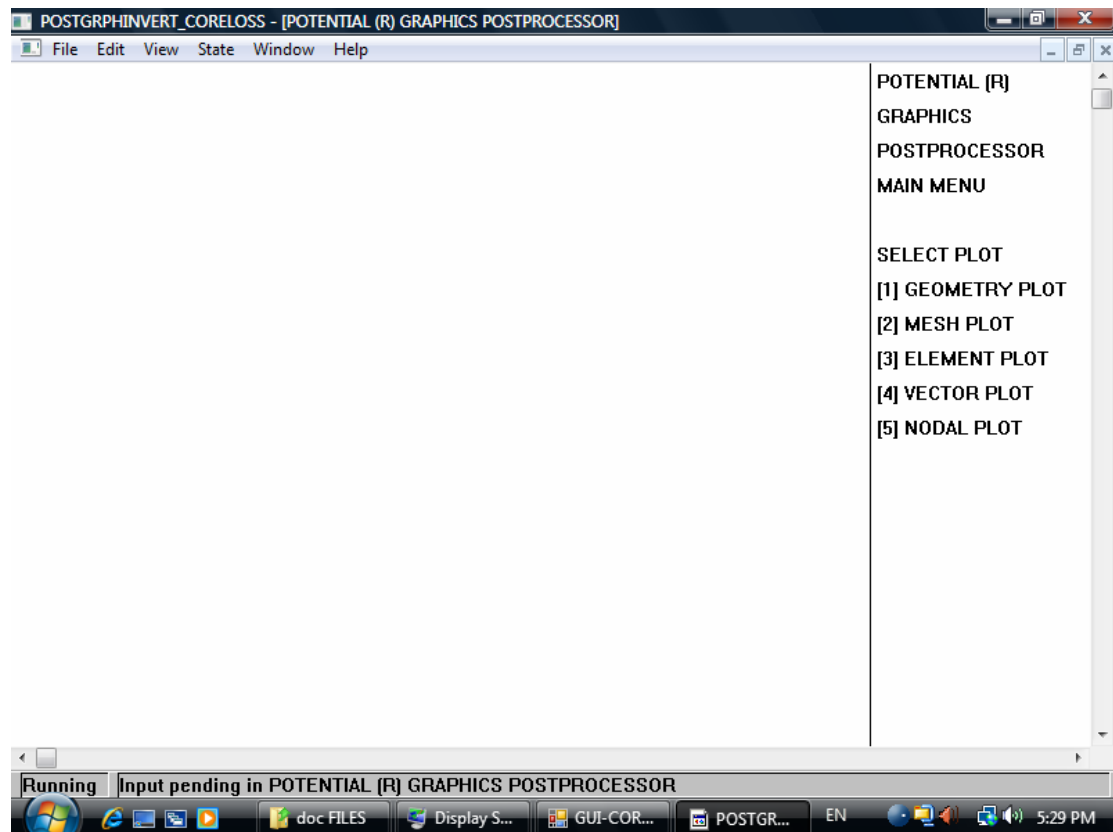 POSTGRPHINVERT_CORELOSS - [POTENTIAL (R) GRAPHICS POSTPROCESSOR]
File Edit View State Window Help
POTENTIAL (R)
GRAPHICS
POSTPROCESSOR
MAIN MENU
SELECT PLOT
[1] GEOMETRY PLOT
[2] MESH PLOT
[3] ELEMENT PLOT
[4] VECTOR PLOT
[5] NODAL PLOT
Running Input pending in POTENTIAL (R) GRAPHICS POSTPROCESSOR
doc FILES Display S... GUI-COR... POSTGR... EN 5:29 PM